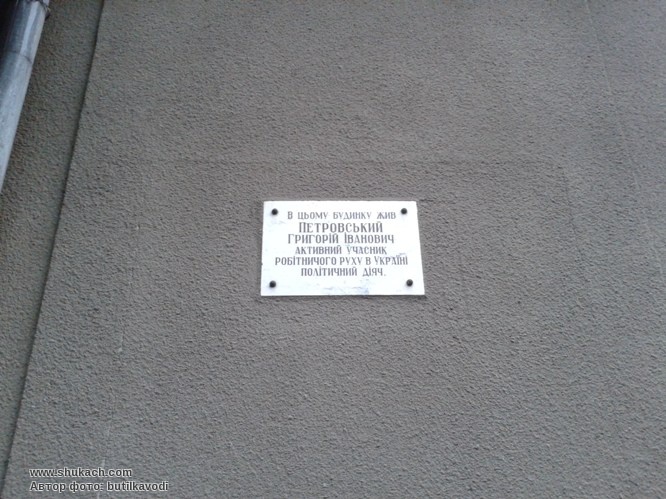 В ЦЬОМУ БУДИНКУ ЖИВ
ПЕТРОВСЬКИЙ
ГРИГОРІЙ ІВАНОВИЧ
АКТИВНИЙ УЧАСНИК
РОБІТНИЧОГО РУХУ В УКРАЇНІ
ПОЛІТИЧНИЙ ДІЯЧ.
www.shukach.com
Автор фото: butilkavodi